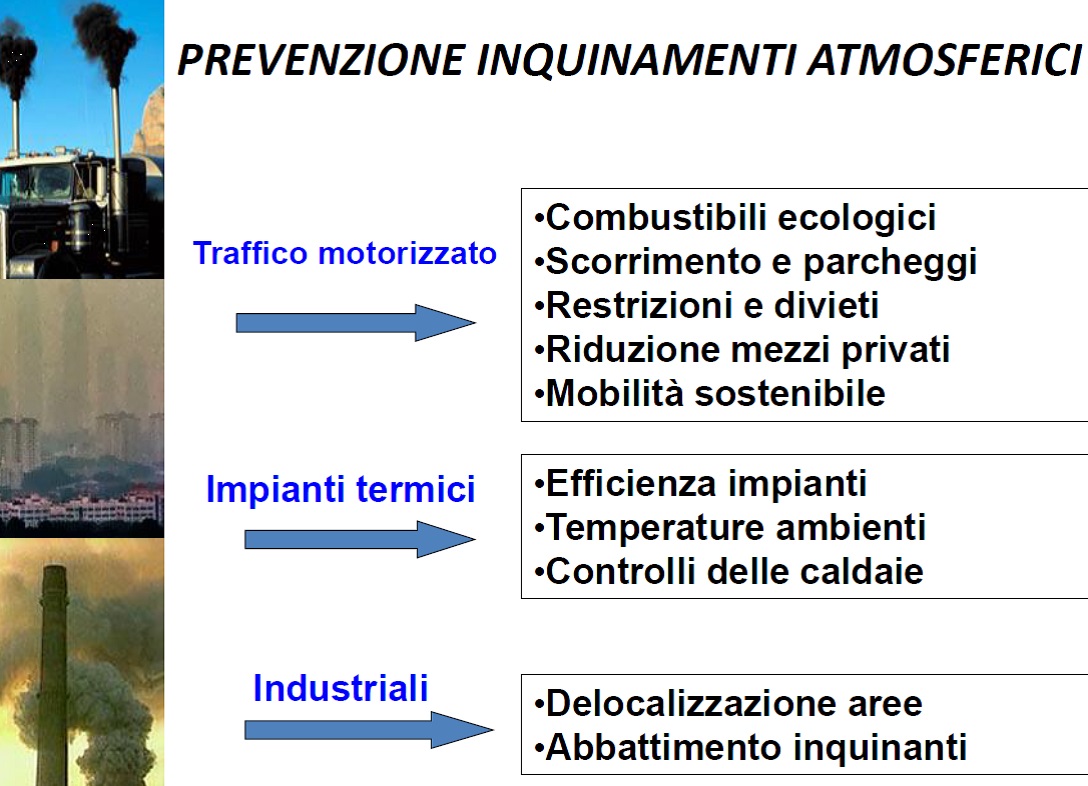 PREVENZIONE INQUINAMENTI ATMOSFERICI
Traffico motorizzato
•Combustibili ecologici
•Scorrimento e parcheggi
•Restrizioni e divieti
•Riduzione mezzi privati
•Mobilità sostenibile
Impianti termici
•Efficienza impianti
•Temperature ambienti
•Controlli delle caldaie
Industriali
•Delocalizzazione aree
•Abbattimento inquinanti